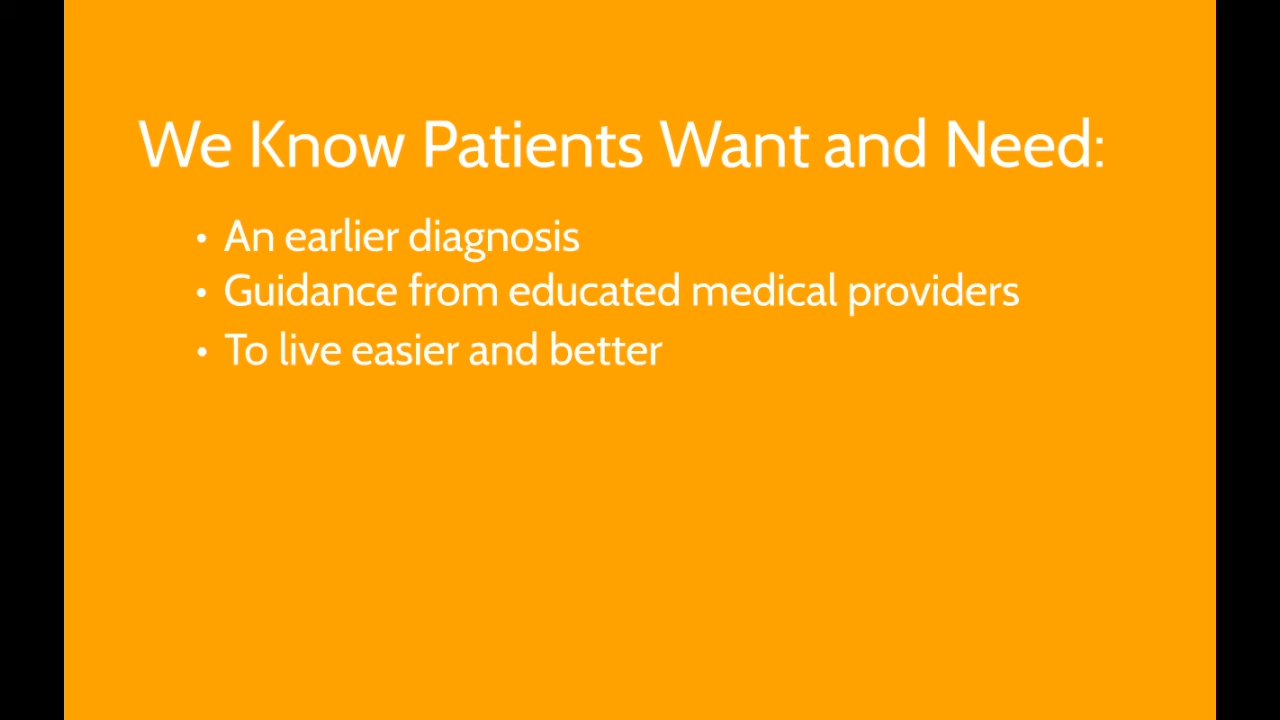 We Know Patients Want and Need:
• An earlier diagnosis
• Guidance from educated medical providers
• To live easier and better